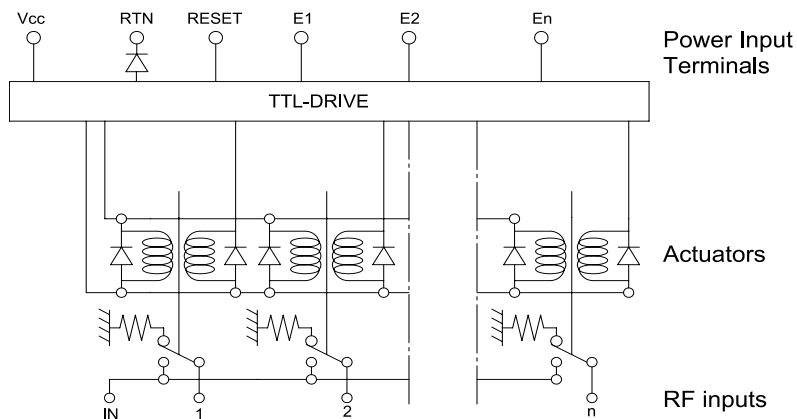 Vcc RTN RESET E1 E2 En
Power Input
Terminals
TTL-DRIVE
Actuators
IN 1 2 n
RF inputs